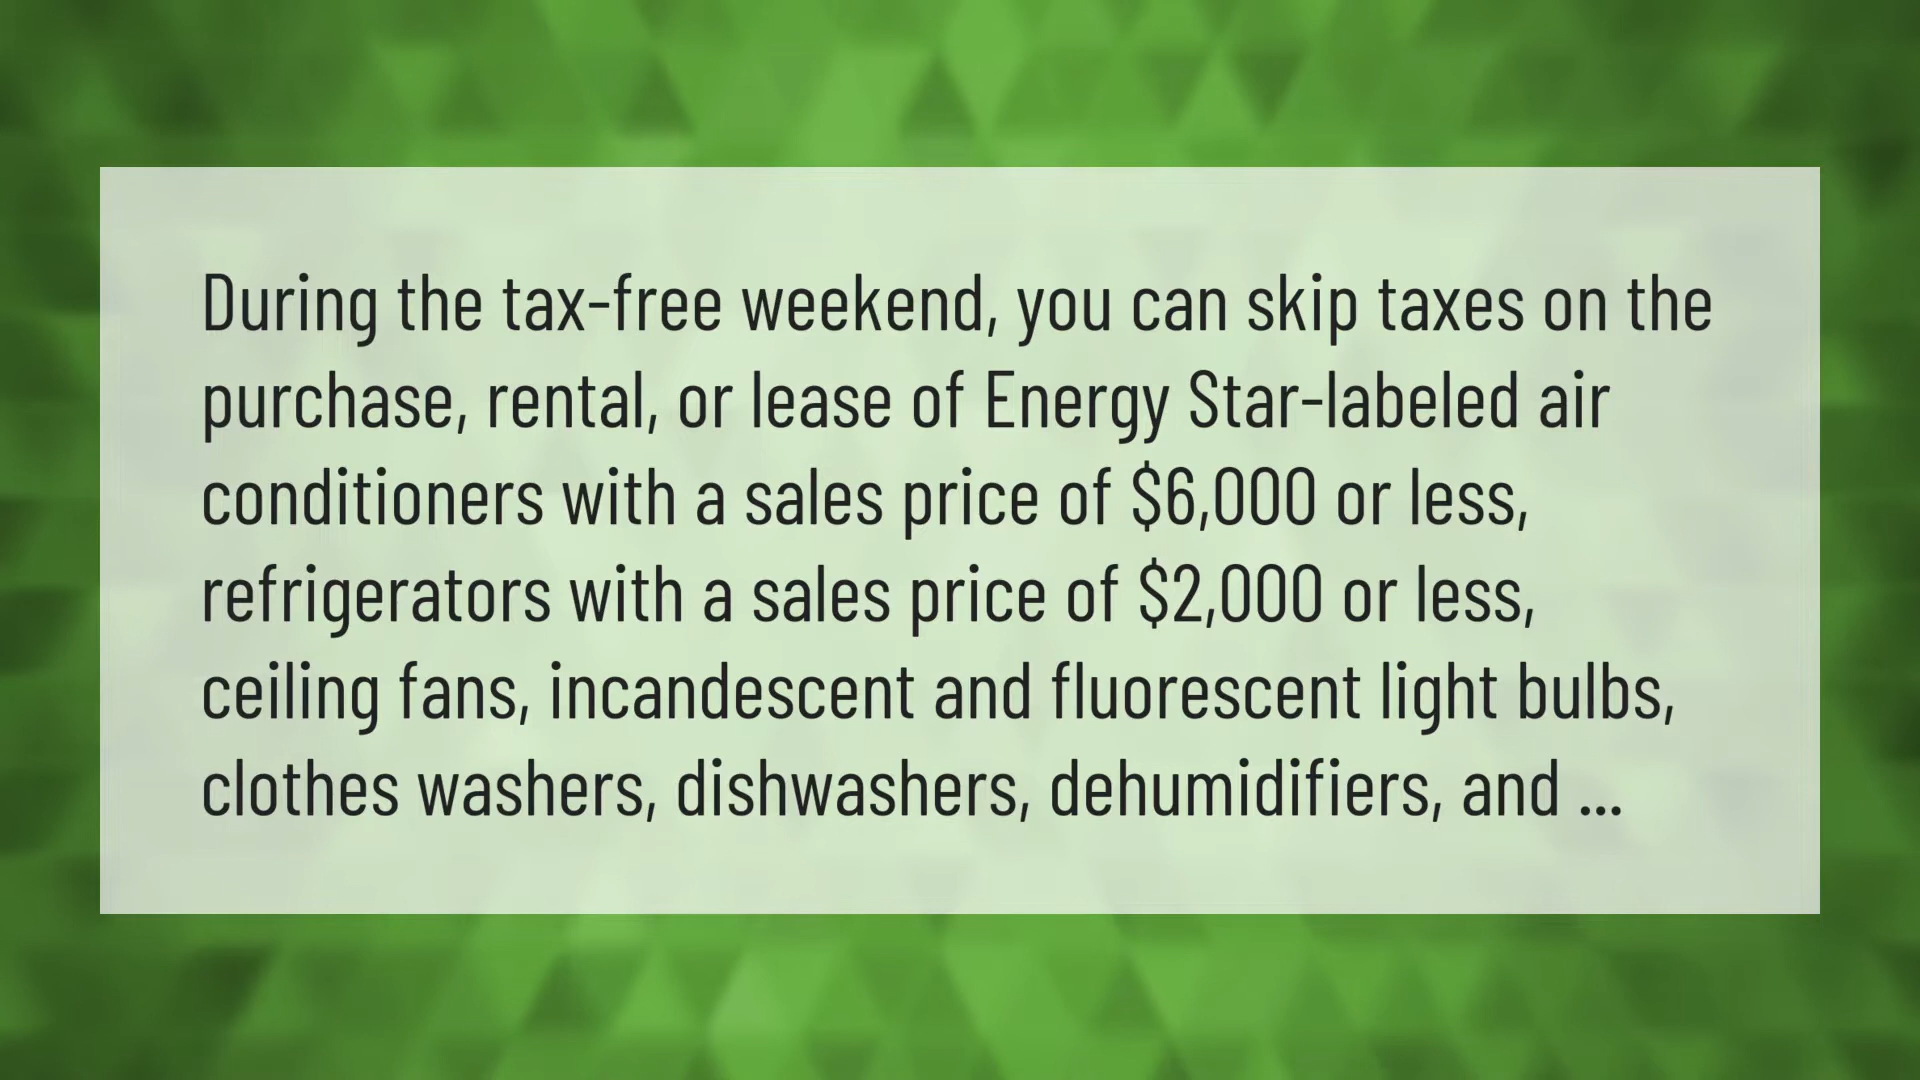 During the tax-free weekend, you can skip taxes on the
purchase, rental, or lease of Energy Star-labeled air
conditioners with a sales price of $6,000 or less,
refrigerators with a sales price of $2,000 or less,
ceiling fans, incandescent and fluorescent light bulbs,
clothes washers, dishwashers, dehumidifiers, and ...